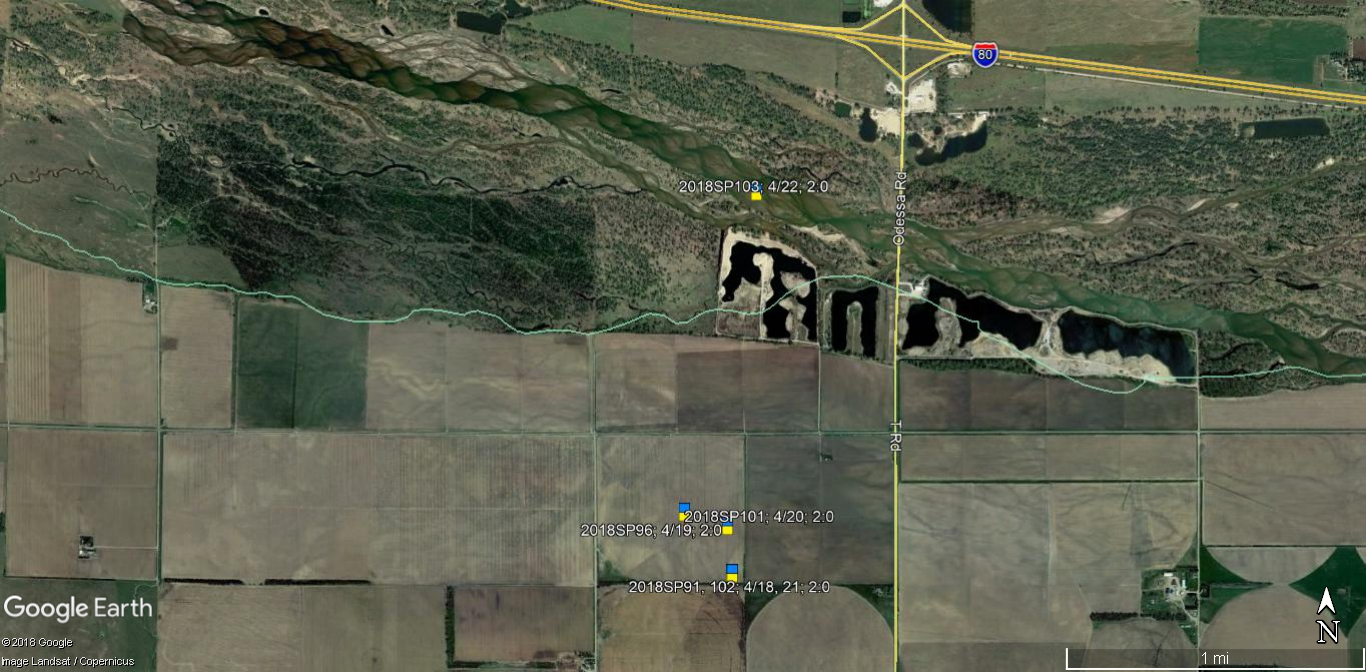 80
2018SP103; 4/22; 2:0
Odessa Rd
T Rd
2018SP101; 4/20; 2:0
2018SP96; 4/19; 2:0
2018SP91, 102; 4/18, 21; 2:0
Google Earth
©2018 Google
Image Landsat / Copernicus
N
1 mi